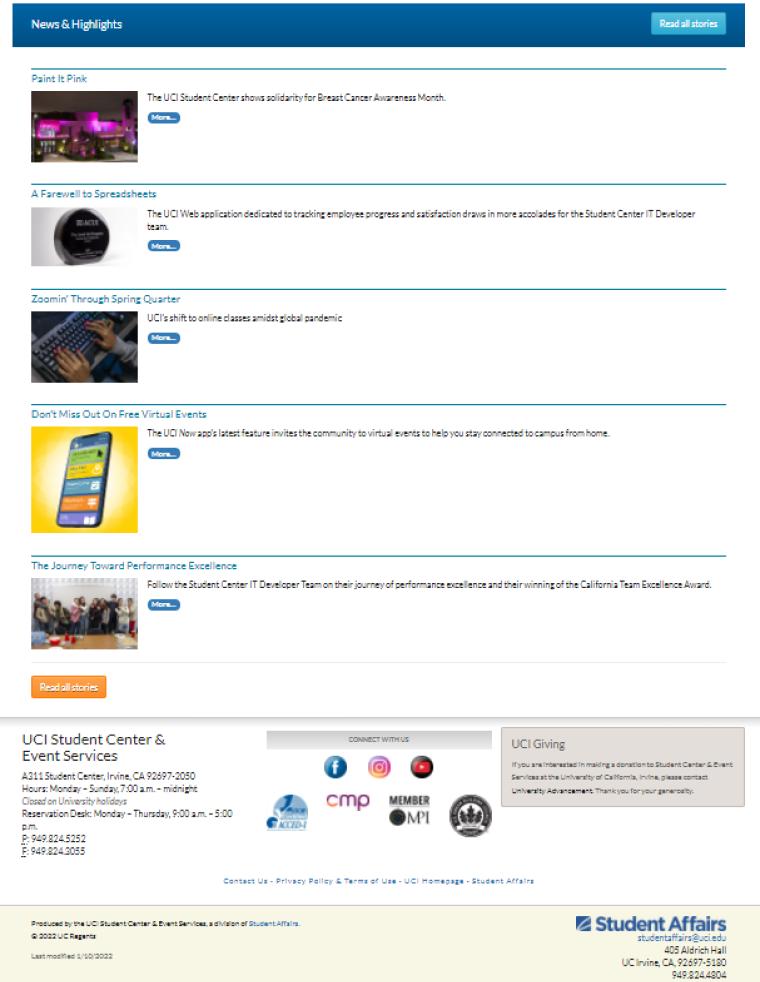 News & Highlights
Read all stories
Paint It Pink
The UCI Student Center shows solidarity for Breast Cancer Awareness Month.
More...
A Farewell to Spreadsheets
The UCI Web application dedicated to tracking employee progress and satisfaction draws in more accolades for the Student Center IT Developer
team.
More...
Zoomin' Through Spring Quarter
UCI's shift to online classes amidst global pandemic
More...
Don't Miss Out On Free Virtual Events
The UCI Now app's latest feature invites the community to virtual events to help you stay connected to campus from home.
More...
The Journey Toward Performance Excellence
Follow the Student Center IT Developer Team on their journey of performance excellence and their winning of the California Team Excellence Award.
More...
Read all stories
UCI Student Center &
Event Services
A311 Student Center, Irvine, CA 92697-2050
Hours: Monday – Sunday, 7:00 a.m. – midnight
Closed on University holidays
Reservation Desk: Monday – Thursday, 9:00 a.m. – 5:00
p.m.
P: 949.824.5252
F: 949.824.2055
CONNECT WITH US
ACCED-I
cmp
MEMBER
MPI
UCI Giving
If you are interested in making a donation to Student Center & Event
Services at the University of California, Irvine, please contact
University Advancement. Thank you for your generosity.
Contact Us - Privacy Policy & Terms of Use - UCI Homepage - Student Affairs
Produced by the UCI Student Center & Event Services, a division of Student Affairs.
© 2022 UC Regents
Last modified 1/10/2022
Student Affairs
studentaffairs@uci.edu
405 Aldrich Hall
UC Irvine, CA, 92697-5180
949.824.4804